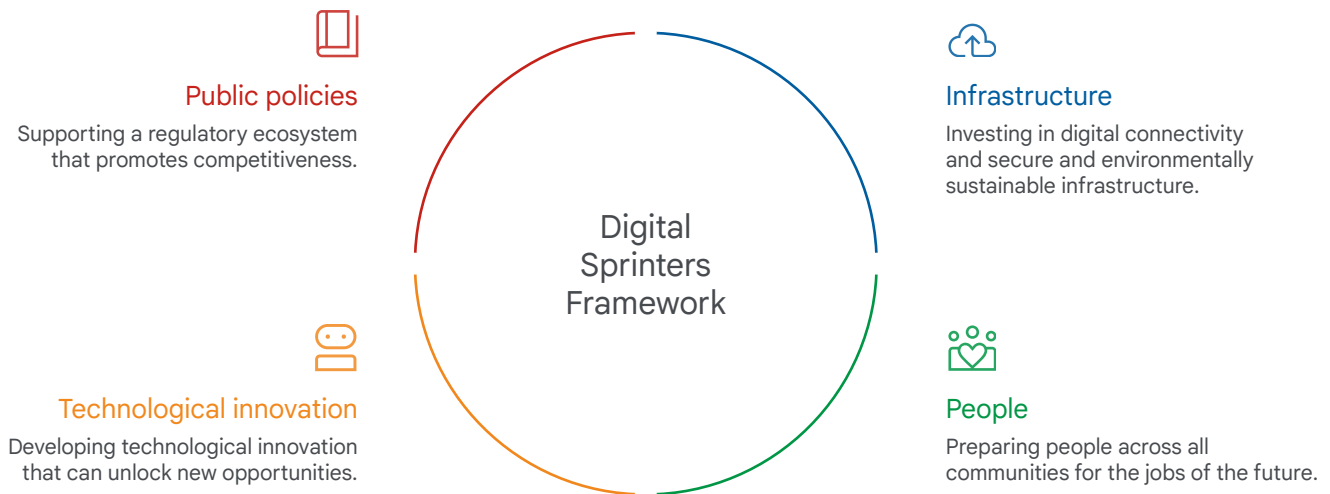 Public policies
Supporting a regulatory ecosystem
that promotes competitiveness.
Infrastructure
Investing in digital connectivity
and secure and environmentally
sustainable infrastructure.
Digital
Sprinters
Framework
Technological innovation
Developing technological innovation
that can unlock new opportunities.
People
Preparing people across all
communities for the jobs of the future.